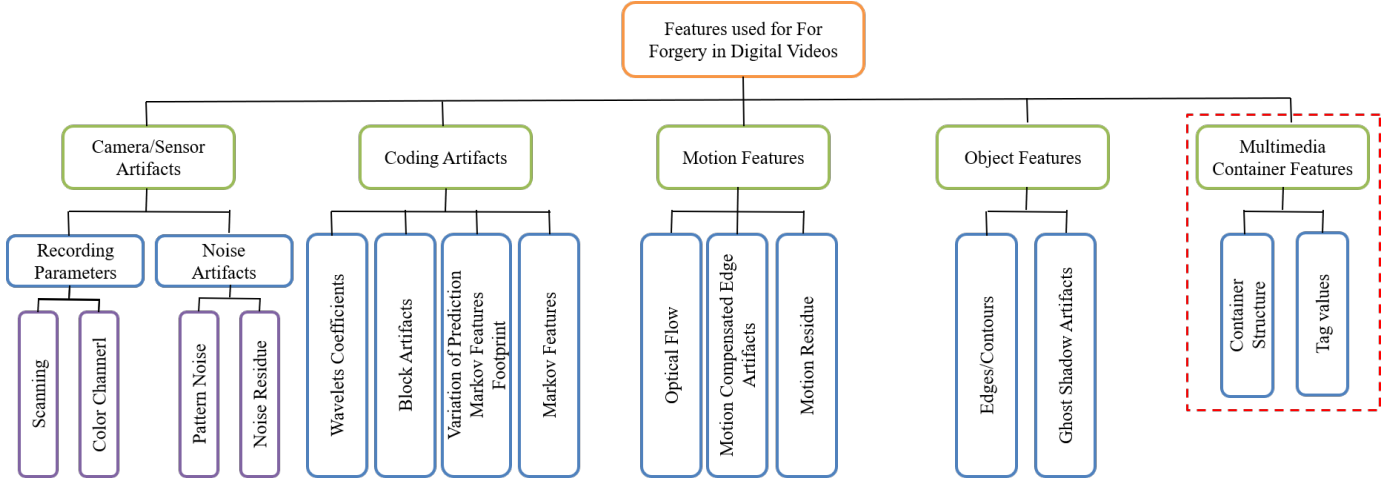 Features used for For
Forgery in Digital Videos
Camera/Sensor
Artifacts
Coding Artifacts
Motion Features
Object Features
Multimedia
Container Features
Recording
Parameters
Noise
Artifacts
Scanning
Color Channerl
Pattern Noise
Noise Residue
Wavelets Coefficients
Block Artifacts
Variation of Prediction
Markov Features
Footprint
Markov Features
Optical Flow
Motion Compensated Edge
Artifacts
Motion Residue
Edges/Contours
Ghost Shadow Artifacts
Container
Structure
Tag values